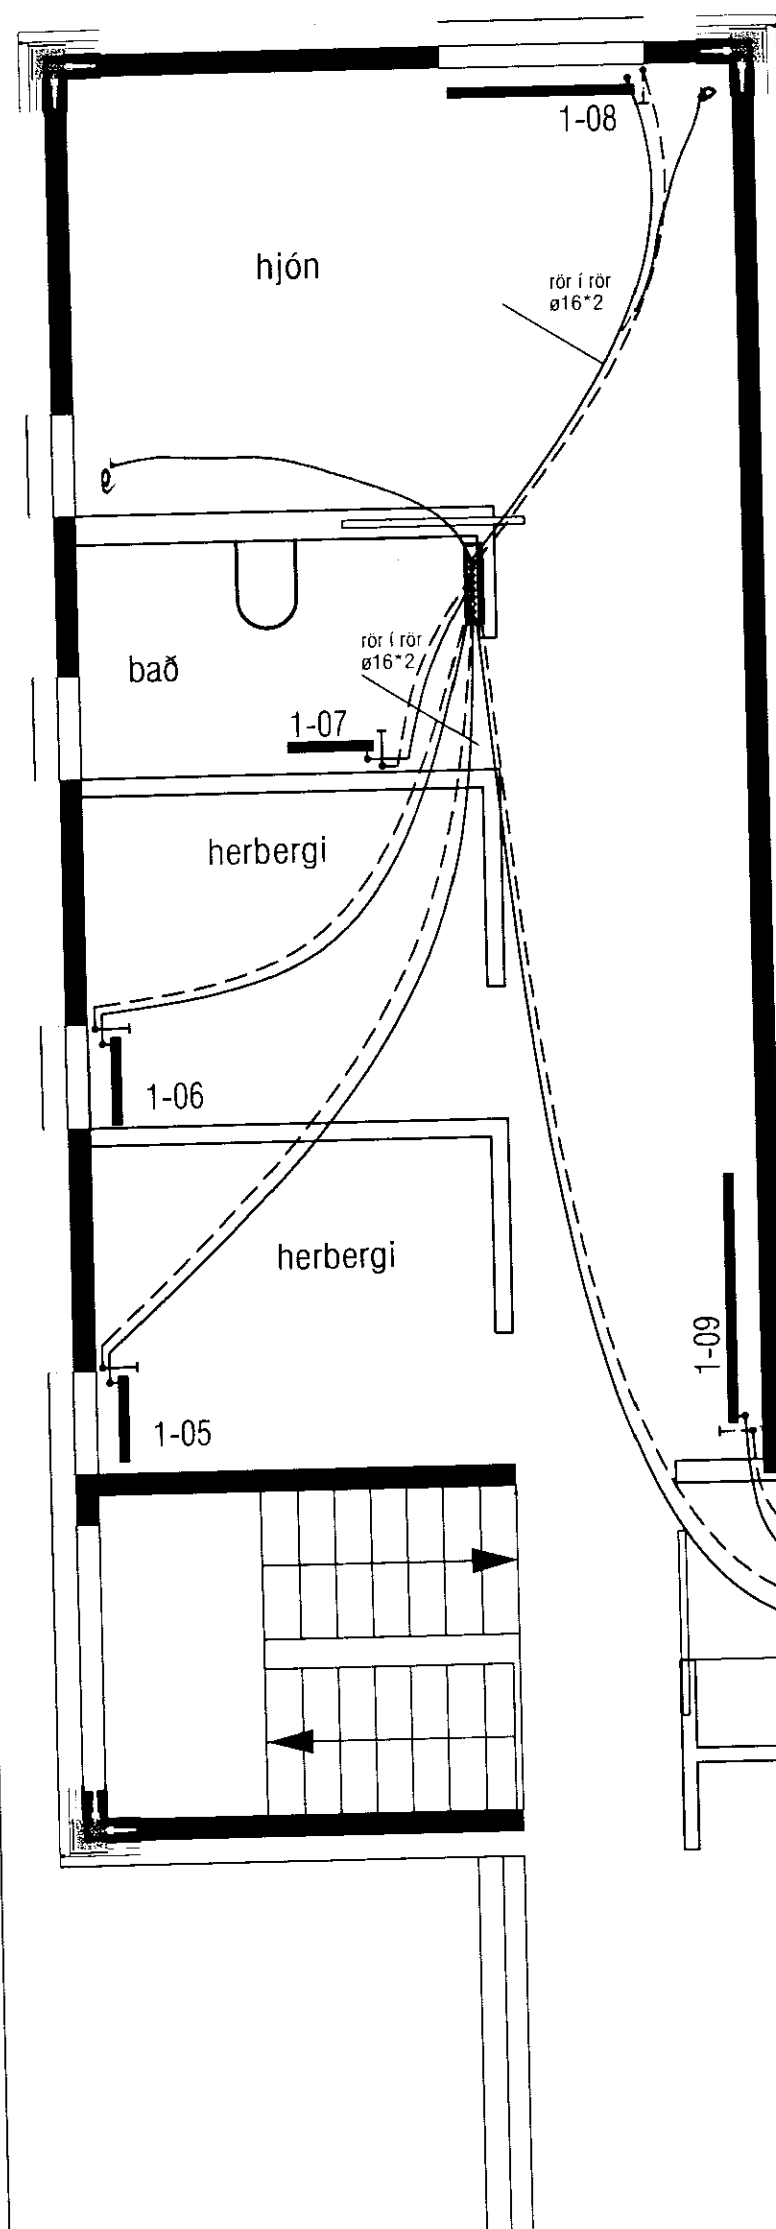 1-08
hjón
rör í rör
ø16*2
rör í rör
ø16*2
bað
1-07
herbergi
1-06
herbergi
1-09
1-05